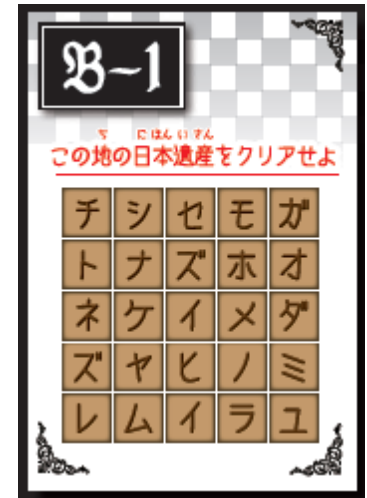 B-1
ち にほんいさん
この地の日本遺産をクリアせよ
チシセモガ
トナズホオ
ネケイメダ
ズヤヒノミ
レムイラユ